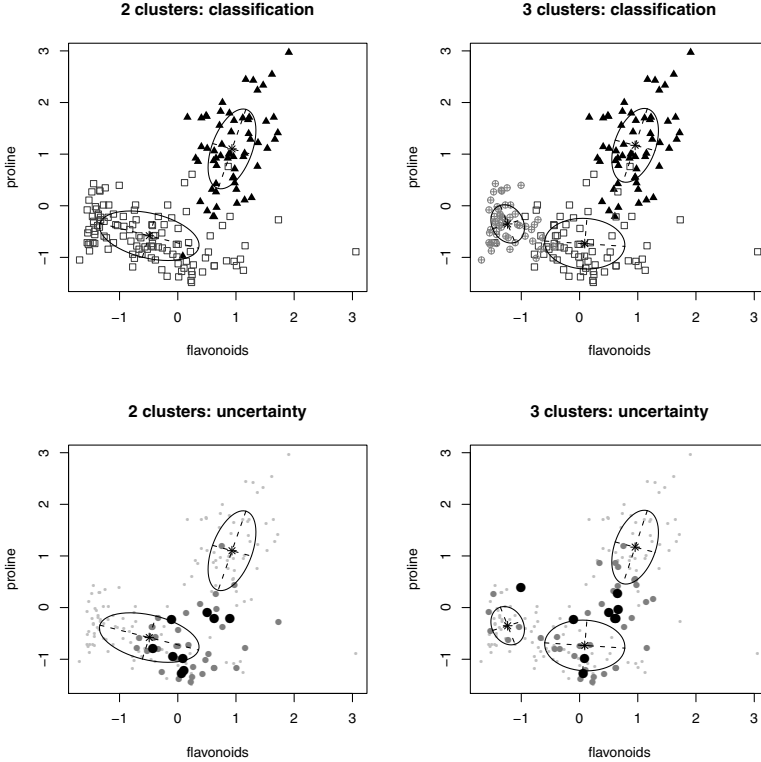 2 clusters: classification
3
2
1
0
−1
proline
−1 0 1 2 3
flavonoids
3 clusters: classification
3
2
1
0
−1
proline
−1 0 1 2 3
flavonoids
2 clusters: uncertainty
3
2
1
0
−1
proline
−1 0 1 2 3
flavonoids
3 clusters: uncertainty
3
2
1
0
−1
proline
−1 0 1 2 3
flavonoids